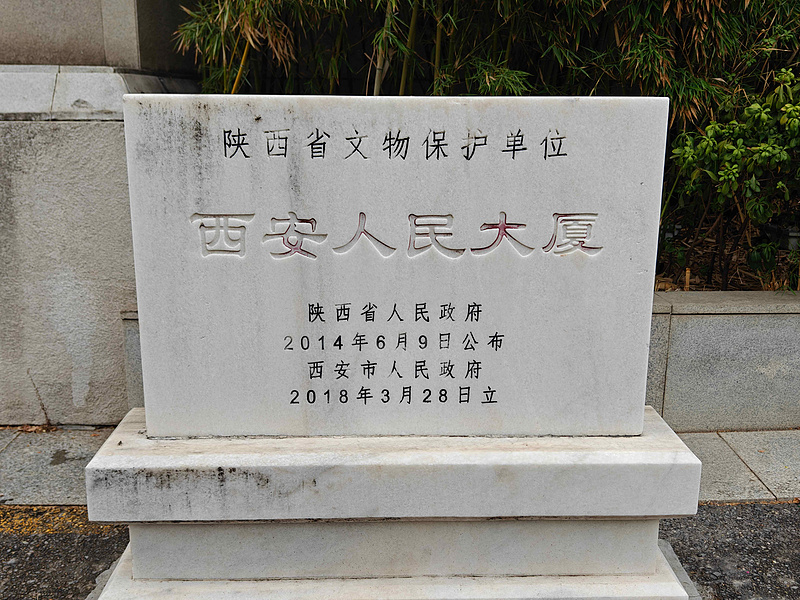 陕西省文物保护单位
西安人民大厦
陕西省人民政府
2014年6月9日公布
西安市人民政府
2018年3月28日立